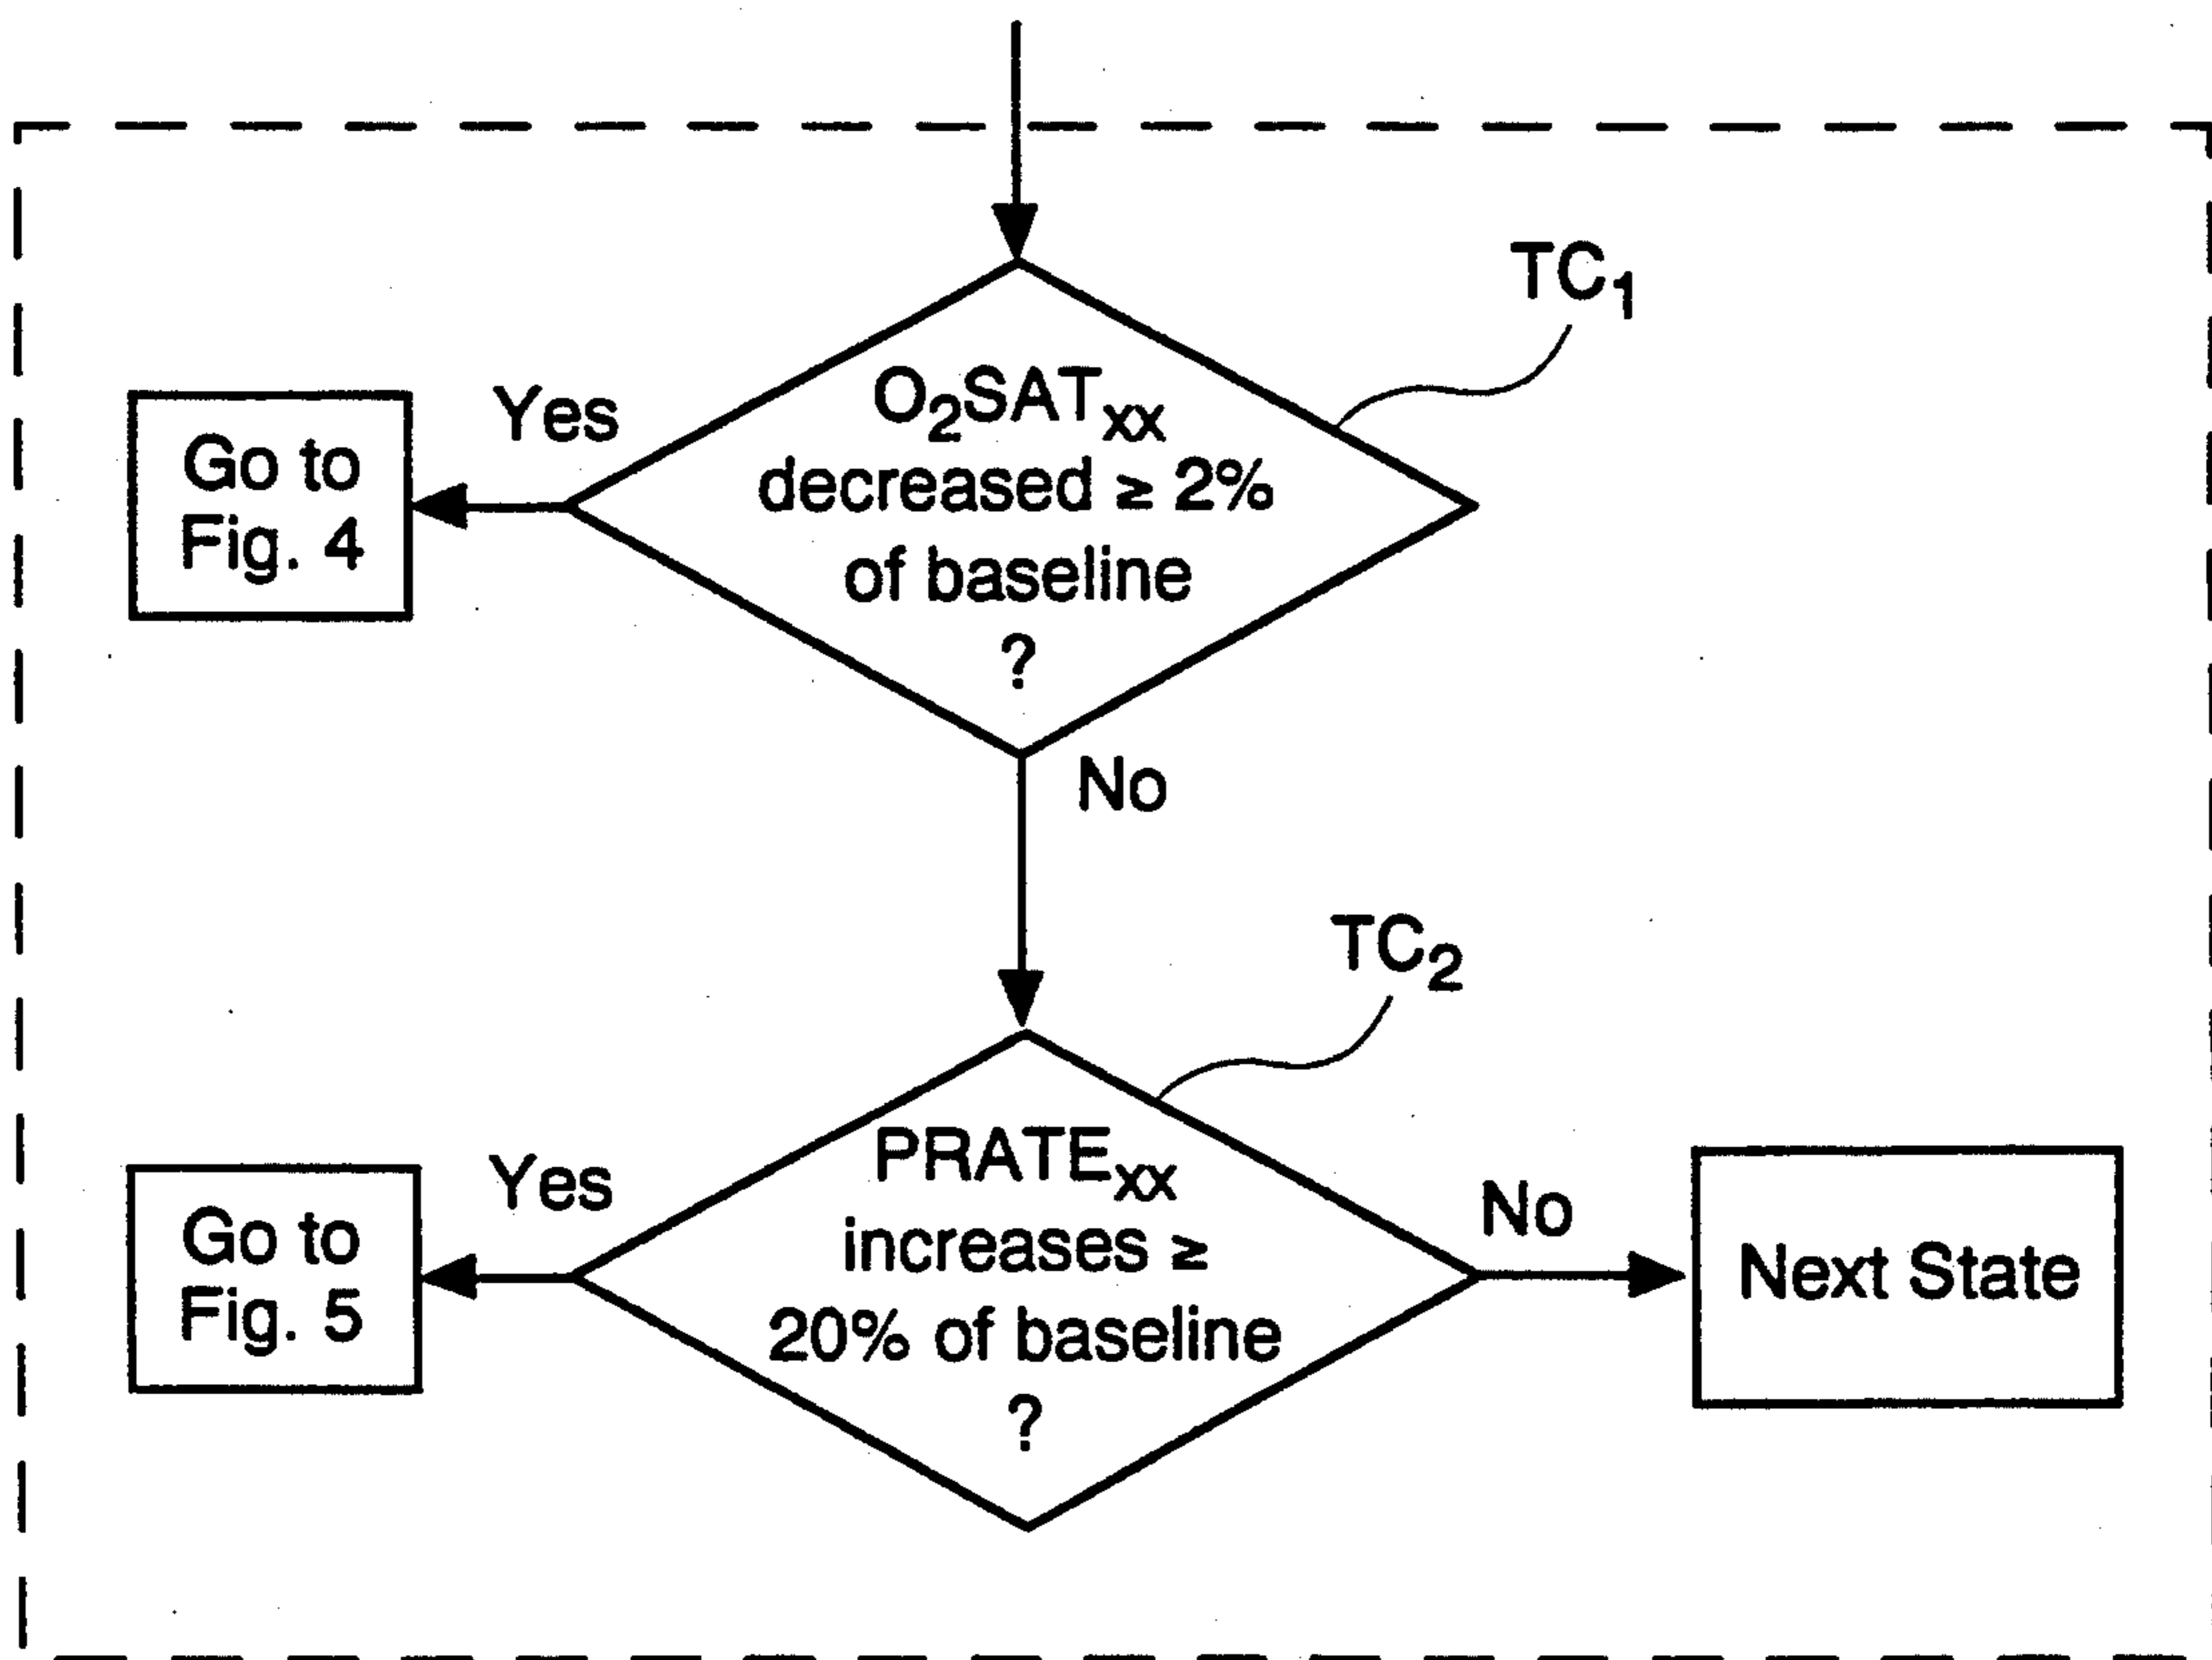 TC₁
O₂SATxx
decreased ≥ 2%
of baseline
?
Yes
Go to
Fig. 4
No
TC₂
PRATExx
increases ≥
20% of baseline
?
Yes
Go to
Fig. 5
No
Next State